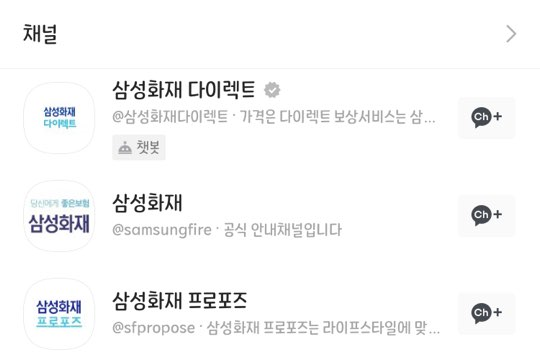 채널
삼성화재
다이렉트
삼성화재 다이렉트
@삼성화재다이렉트 · 가격은 다이렉트 보상서비스는 삼...
챗봇
Ch+
당신에게 좋은보험
삼성화재
삼성화재
@samsungfire · 공식 안내채널입니다
Ch+
삼성화재
프로포즈
삼성화재 프로포즈
@sfpropose · 삼성화재 프로포즈는 라이프스타일에 맞...
Ch+